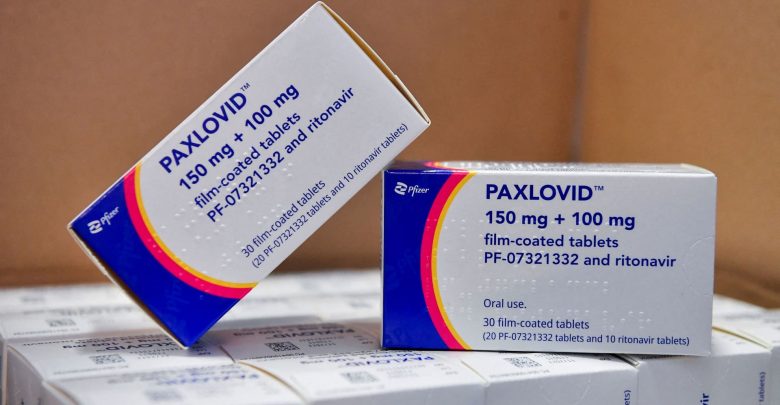 PAXLOVID™
150 mg + 100 mg
film-coated tablets
PF-07321332 and ritonavir
30 film-coated tablets
(20 PF-07321332 tablets and 10 ritonavir tablets)
Pfizer
Pfizer
PAXLOVID™
150 mg + 100 mg
film-coated tablets
PF-07321332 and ritonavir
Oral use.
30 film-coated tablets
(20 PF-07321332 tablets and 10 ritonavir tablets)
PAXLOVID
PAXLOVID